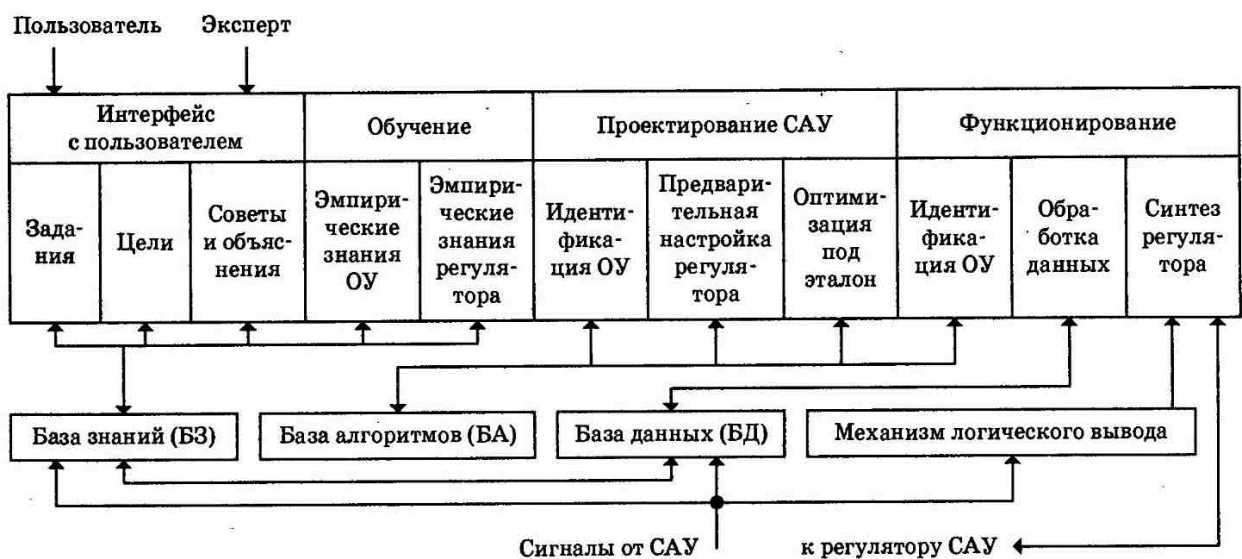 Пользователь Эксперт
Интерфейс
с пользователем
Обучение
Проектирование САУ
Функционирование
Зада-
ния
Цели
Советы
и объяс-
нения
Эмпири-
ческие
знания
ОУ
Эмпири-
ческие
знания
регуля-
тора
Иденти-
фика-
ция ОУ
Предвари-
тельная
настройка
регуля-
тора
Оптими-
зация
под
эталон
Иденти-
фика-
ция ОУ
Обра-
ботка
данных
Синтез
регуля-
тора
База знаний (БЗ)
База алгоритмов (БА)
База данных (БД)
Механизм логического вывода
Сигналы от САУ
к регулятору САУ